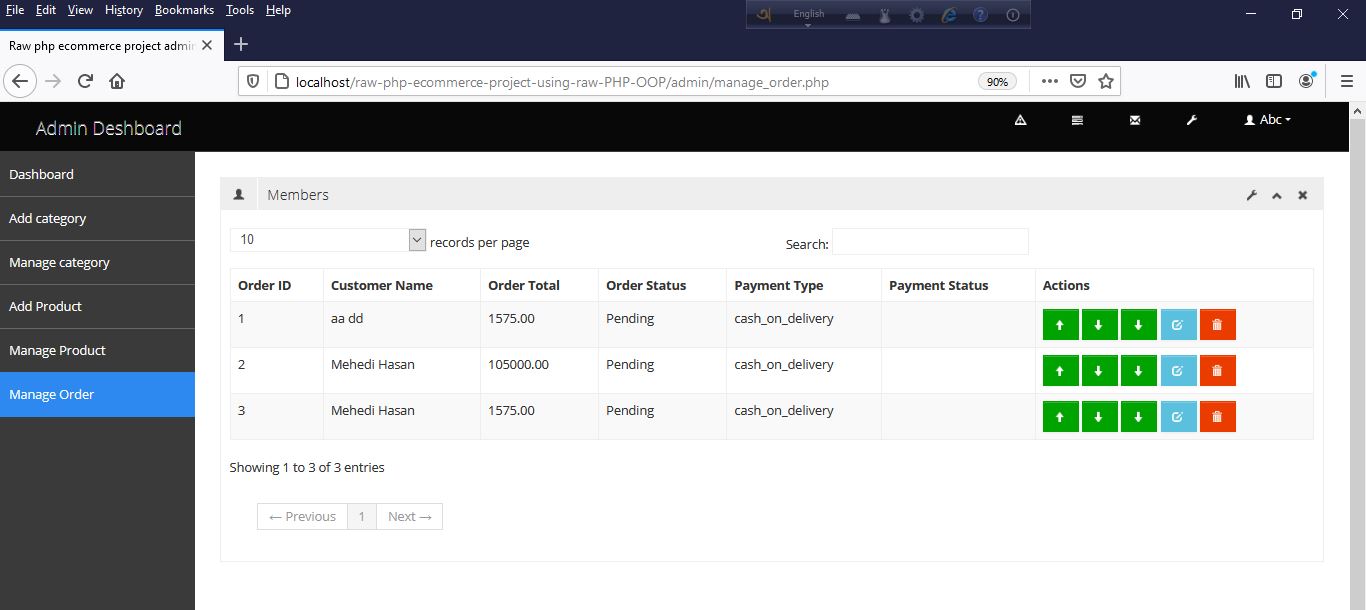 File Edit View History Bookmarks Tools Help
English
Raw php ecommerce project admin
localhost/raw-php-ecommerce-project-using-raw-PHP-OOP/admin/manage_order.php 90%
Admin Deshboard Abc
Dashboard
Add category
Manage category
Add Product
Manage Product
Manage Order
Members
10 records per page Search:
Order ID Customer Name Order Total Order Status Payment Type Payment Status Actions
1 aa dd 1575.00 Pending cash_on_delivery
2 Mehedi Hasan 105000.00 Pending cash_on_delivery
3 Mehedi Hasan 1575.00 Pending cash_on_delivery
Showing 1 to 3 of 3 entries
← Previous 1 Next →